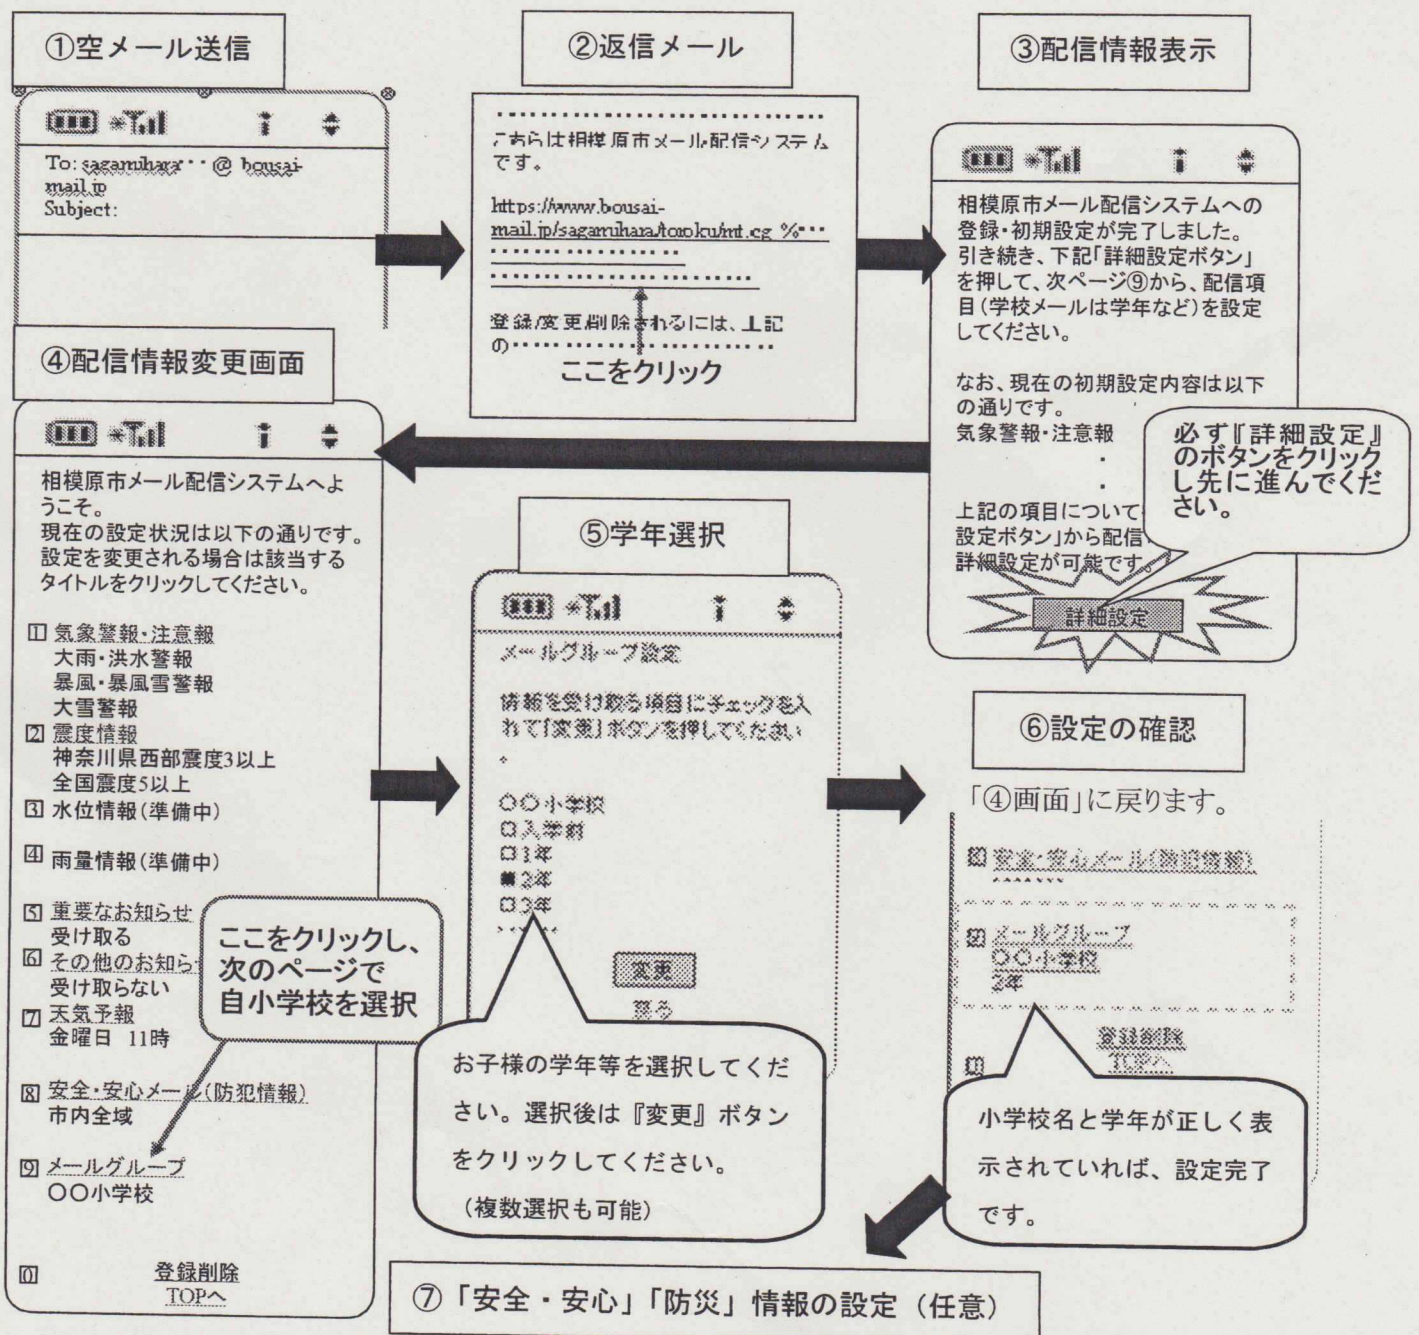 ①空メール送信
To: sagamihara・・@ bousai-
mail.jp
Subject:
②返信メール
こちらは相模原市メール配信システム
です。
https://www.bousai-
mail.jp/sagamihara/toroku/mt.cg %・・・
登録/変更/削除されるには、上記
の・・・・・・・・・・・・・・・・・・・・・
ここをクリック
③配信情報表示
相模原市メール配信システムへの
登録・初期設定が完了しました。
引き続き、下記「詳細設定ボタン」
を押して、次ページ⑨から、配信項
目(学校メールは学年など)を設定
してください。
なお、現在の初期設定内容は以下
の通りです。
気象警報・注意報
・
・
上記の項目について
設定ボタン」から配信
詳細設定が可能です。
必ず『詳細設定』
のボタンをクリック
し先に進んでくだ
さい。
詳細設定
④配信情報変更画面
相模原市メール配信システムへよ
うこそ。
現在の設定状況は以下の通りです。
設定を変更される場合は該当する
タイトルをクリックしてください。
1 気象警報・注意報
大雨・洪水警報
暴風・暴風雪警報
大雪警報
2 震度情報
神奈川県西部震度3以上
全国震度5以上
3 水位情報(準備中)
4 雨量情報(準備中)
5 重要なお知らせ
受け取る
6 その他のお知ら
受け取らない
7 天気予報
金曜日 11時
8 安全・安心メール(防犯情報)
市内全域
9 メールグループ
○○小学校
0 登録削除
TOPへ
ここをクリックし、
次のページで
自小学校を選択
⑤学年選択
メールグループ設定
情報を受け取る項目にチェックを入
れて「変更」ボタンを押してください
。
○○小学校
□入学前
□1年
■2年
□3年
変更
戻る
お子様の学年等を選択してくだ
さい。選択後は『変更』ボタン
をクリックしてください。
(複数選択も可能)
⑥設定の確認
「④画面」に戻ります。
8 安全・安心メール(防犯情報)
9 メールグループ
○○小学校
2年
登録削除
TOPへ
0
小学校名と学年が正しく表
示されていれば、設定完了
です。
⑦「安全・安心」「防災」情報の設定(任意)